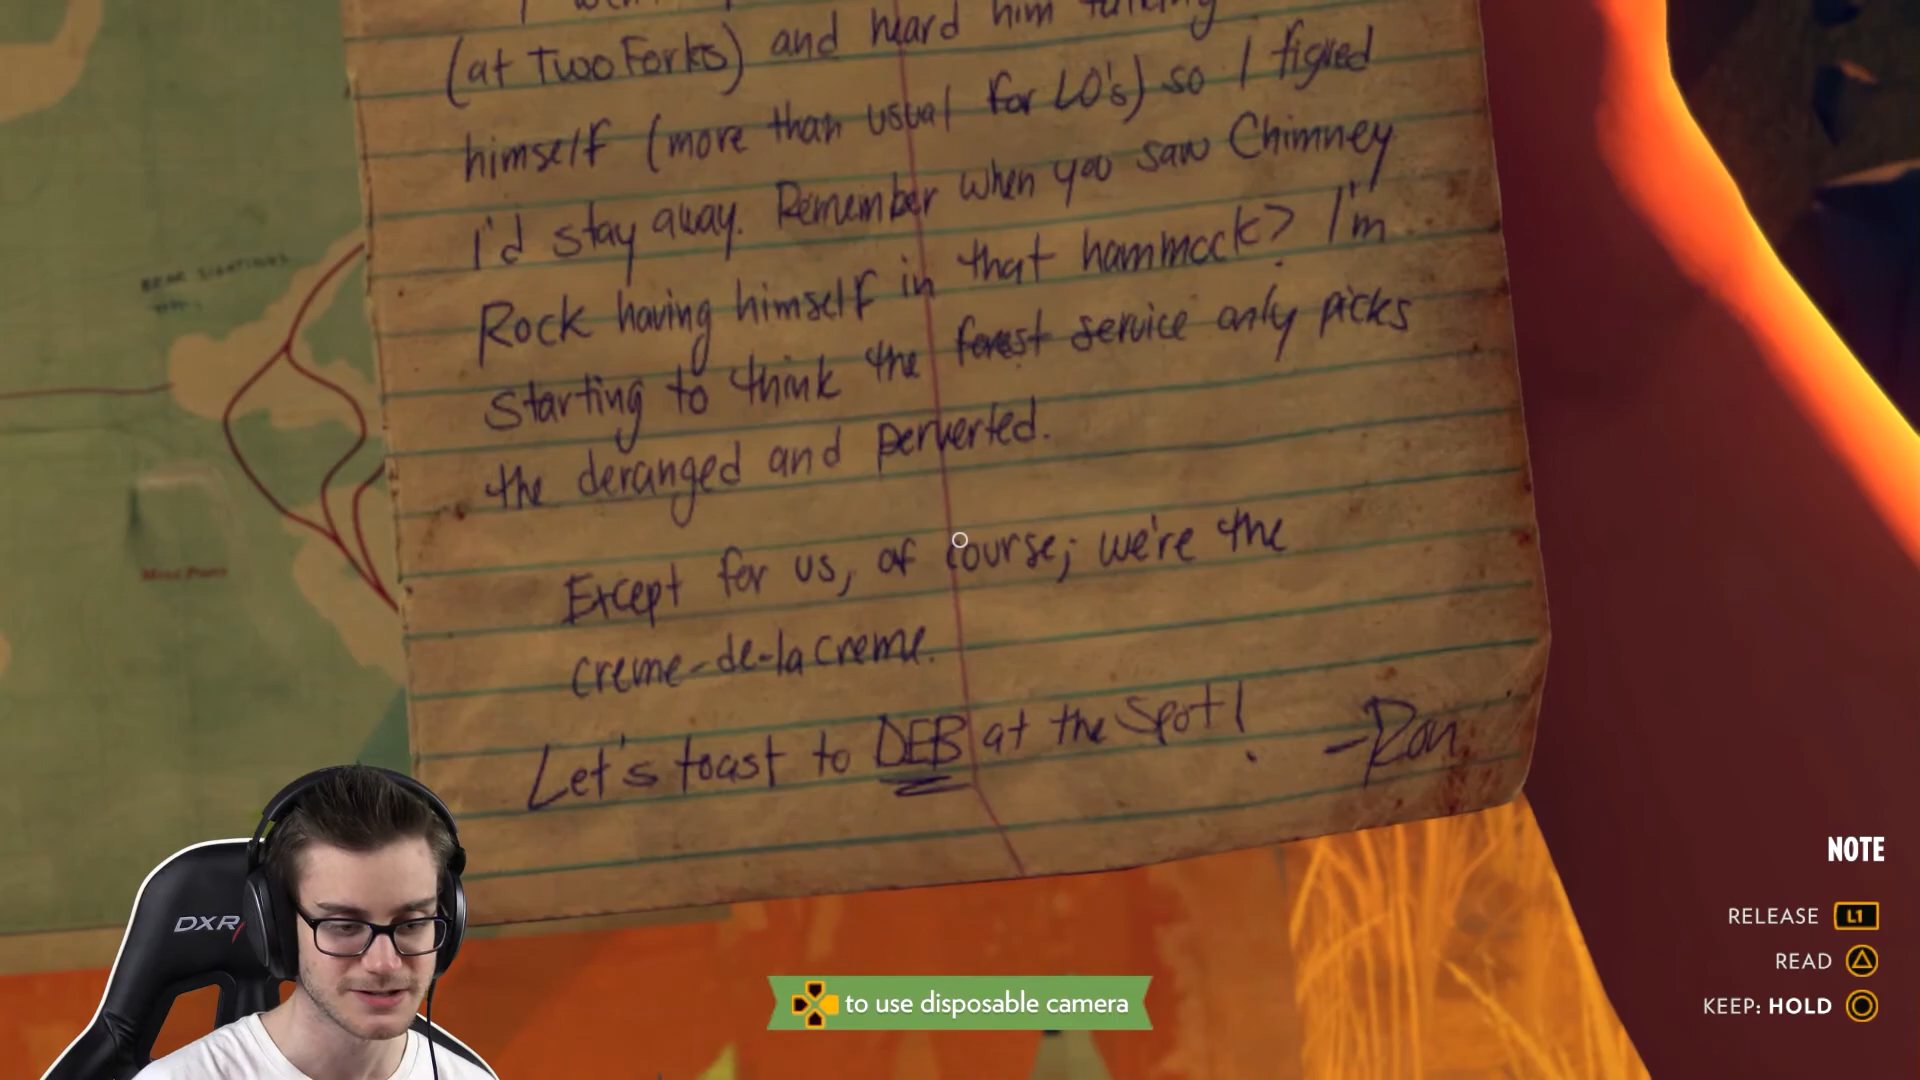 (at Two Forks) and heard him talking
himself (more than usual for LO's) so I figred
I'd stay away. Remember when you saw Chimney
Rock having himself in that hammock? I'm
starting to think the forest service only picks
the deranged and perverted.
Except for us, of course; we're the
creme-de-la creme.
Let's toast to DEB at the Spot!
-Ron
BEAR SIGHTINGS
DXR
NOTE
RELEASE L1
READ
KEEP: HOLD
to use disposable camera